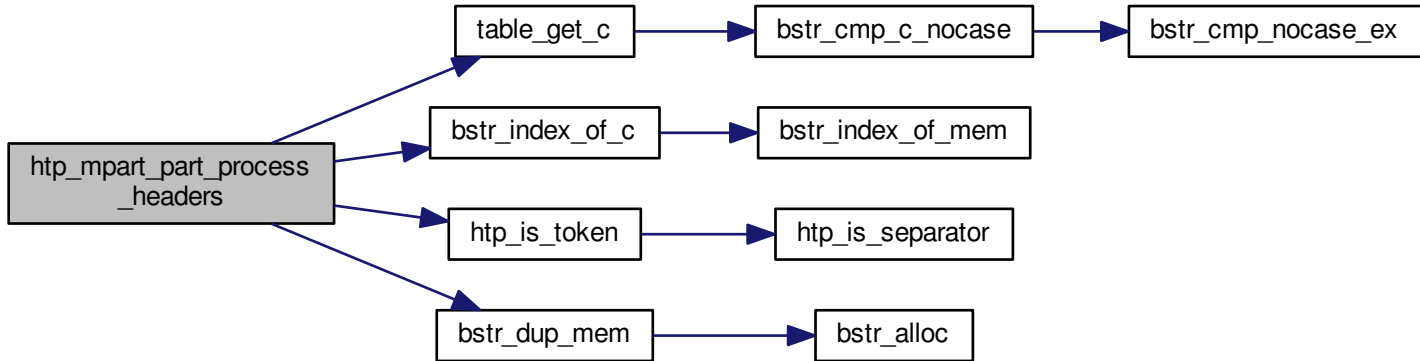 table_get_c
bstr_cmp_c_nocase
bstr_cmp_nocase_ex
bstr_index_of_c
bstr_index_of_mem
htp_mpart_part_process
_headers
htp_is_token
htp_is_separator
bstr_dup_mem
bstr_alloc